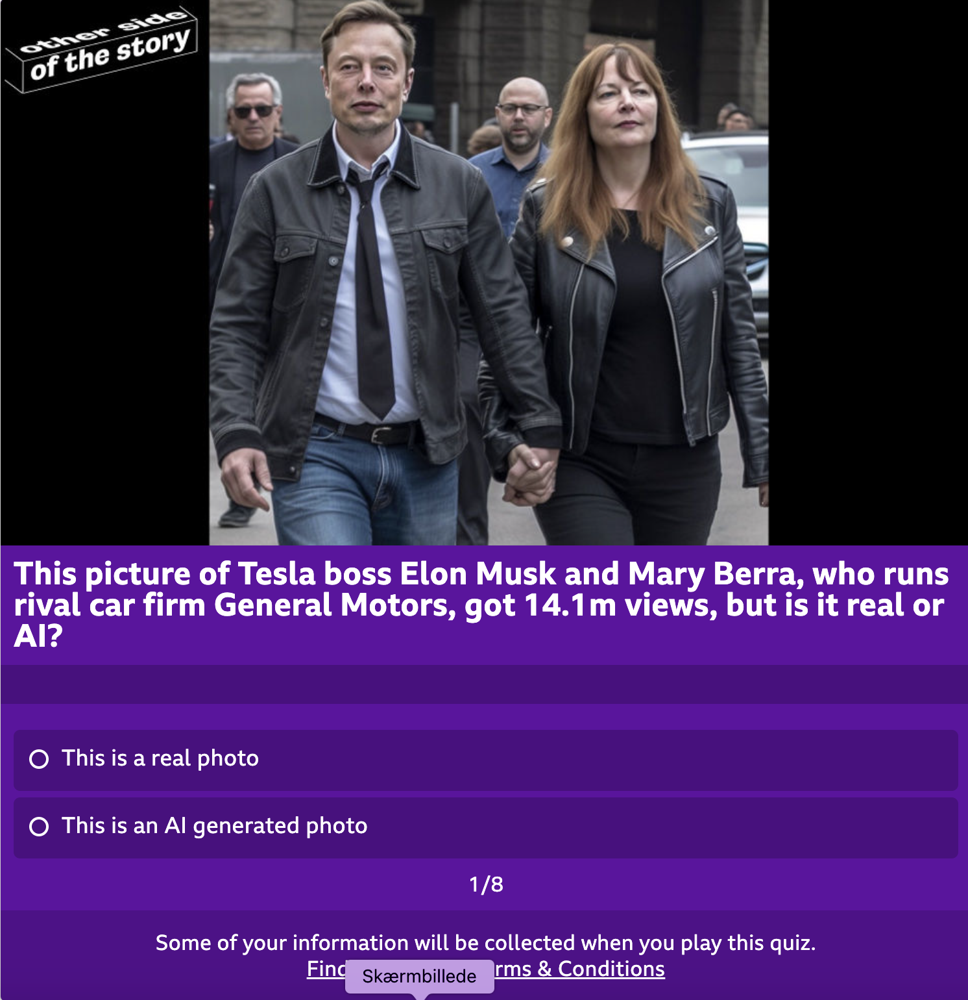 other side
of the story
This picture of Tesla boss Elon Musk and Mary Berra, who runs
rival car firm General Motors, got 14.1m views, but is it real or
AI?
This is a real photo
This is an AI generated photo
1/8
Some of your information will be collected when you play this quiz.
Find rms & Conditions
Skærmbillede